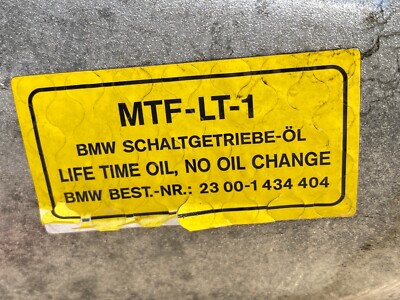 MTF-LT-1
BMW SCHALTGETRIEBE-ÖL
LIFE TIME OIL, NO OIL CHANGE
BMW BEST.-NR.: 23 00-1 434 404